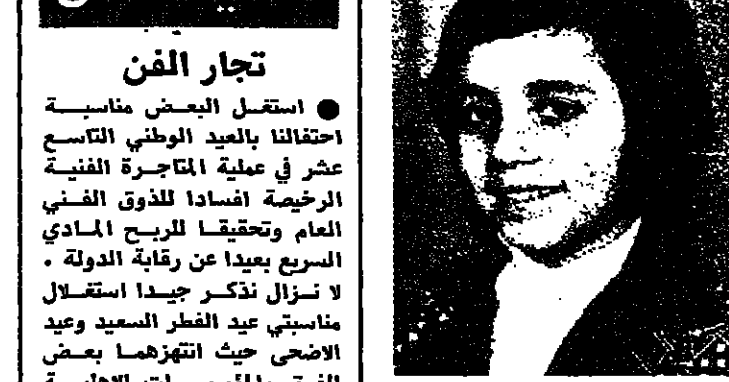 تجار الفن
● استغل البعض مناسبة
احتفالنا بالعيد الوطني التاسع
عشر في عملية المتاجرة الفنية
الرخيصة افسادا للذوق الفني
العام وتحقيقا للربح المادي
السريع بعيدا عن رقابة الدولة .
لا نزال نذكر جيدا استغلال
مناسبتي عيد الفطر السعيد وعيد
الاضحى حيث انتهزهما بعض